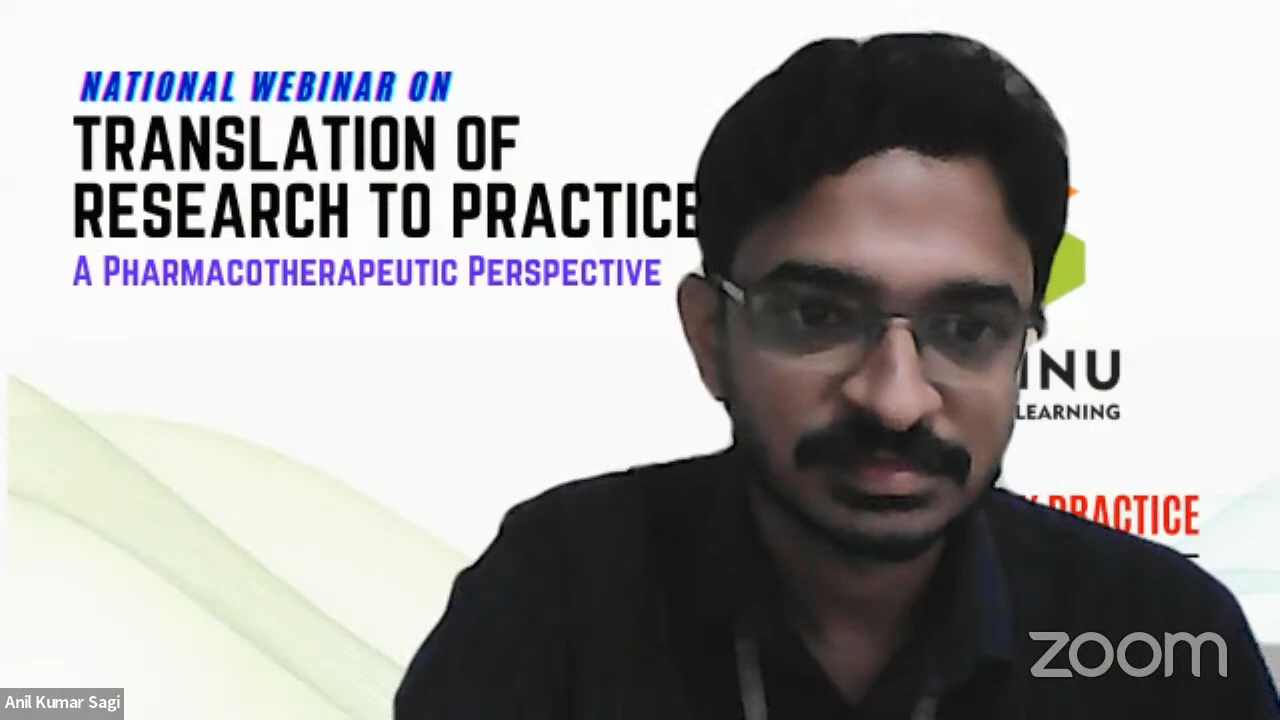 NATIONAL WEBINAR ON
TRANSLATION OF
RESEARCH TO PRACTICE
A PHARMACOTHERAPEUTIC PERSPECTIVE
INU
LEARNING
PRACTICE
zoom
Anil Kumar Sagi